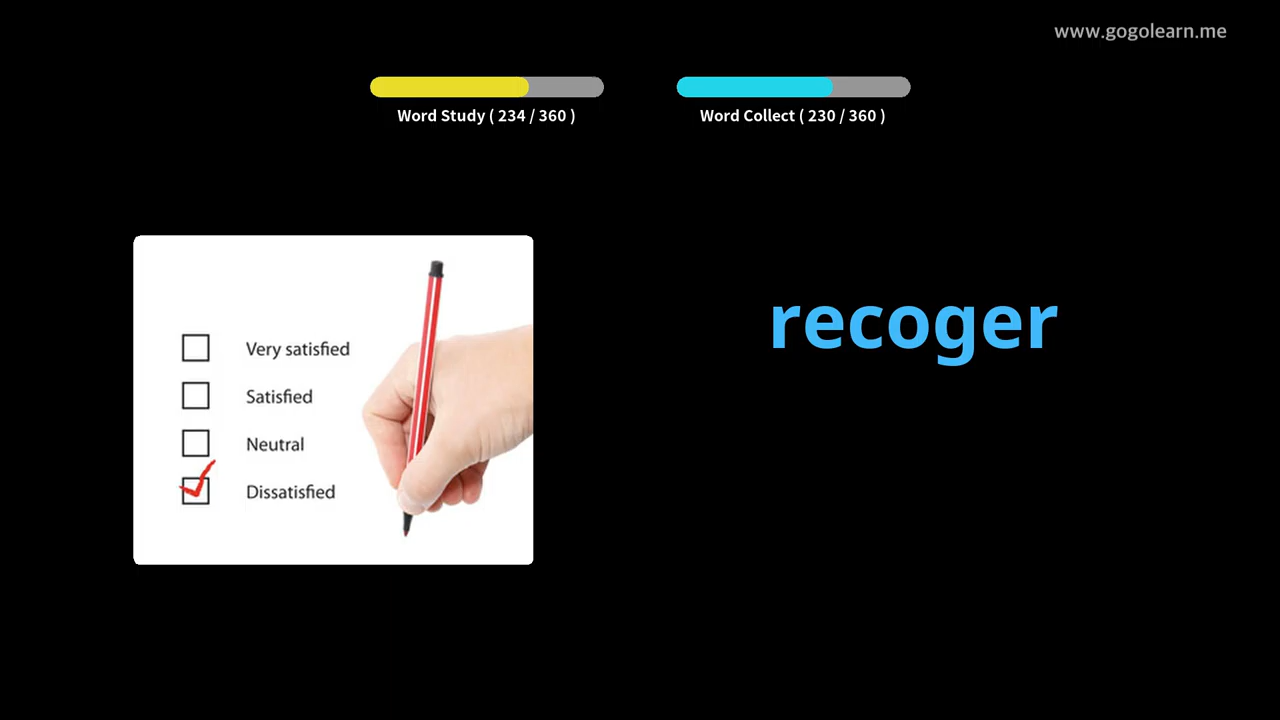 www.gogolearn.me
Word Study ( 234 / 360 )
Word Collect ( 230 / 360 )
Very satisfied
Satisfied
Neutral
Dissatisfied
recoger